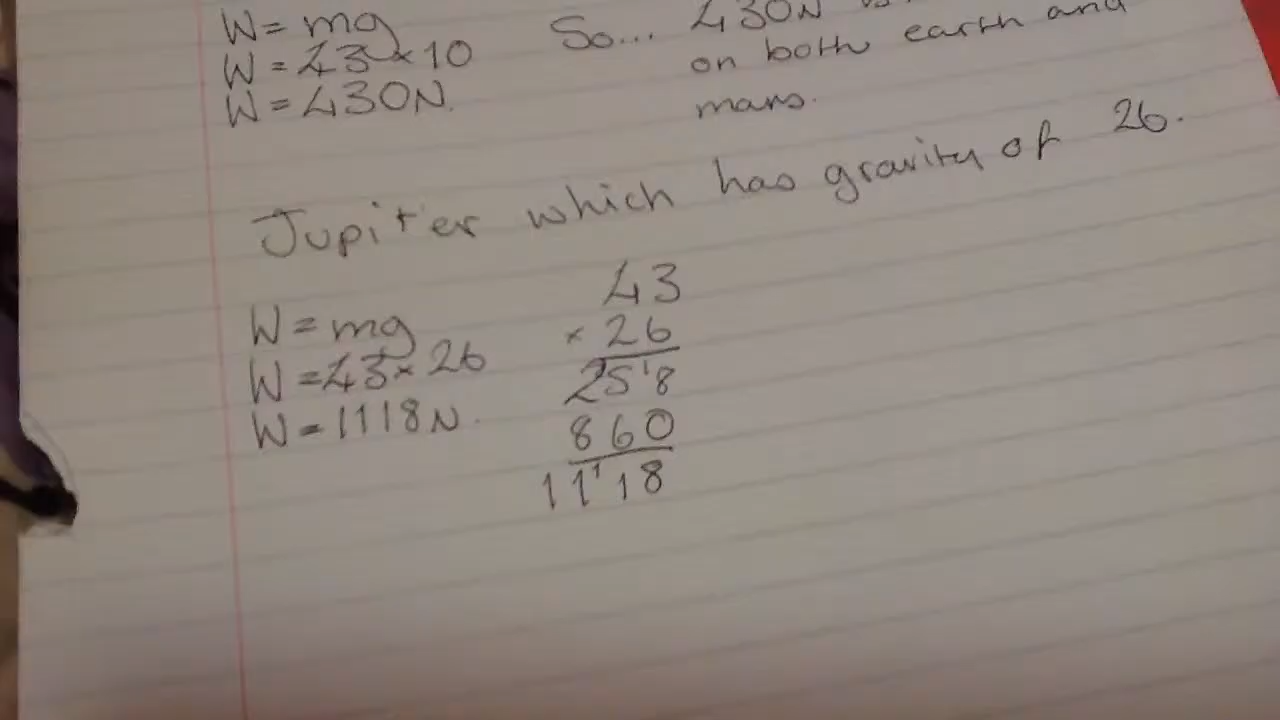 W = mg
W = 43 × 10
W = 430N.
So... 430N
on both earth and
mars.
Jupiter which has gravity of 26.
W = mg
W = 43 × 26
W = 1118N.
43
× 26
258
860
1118